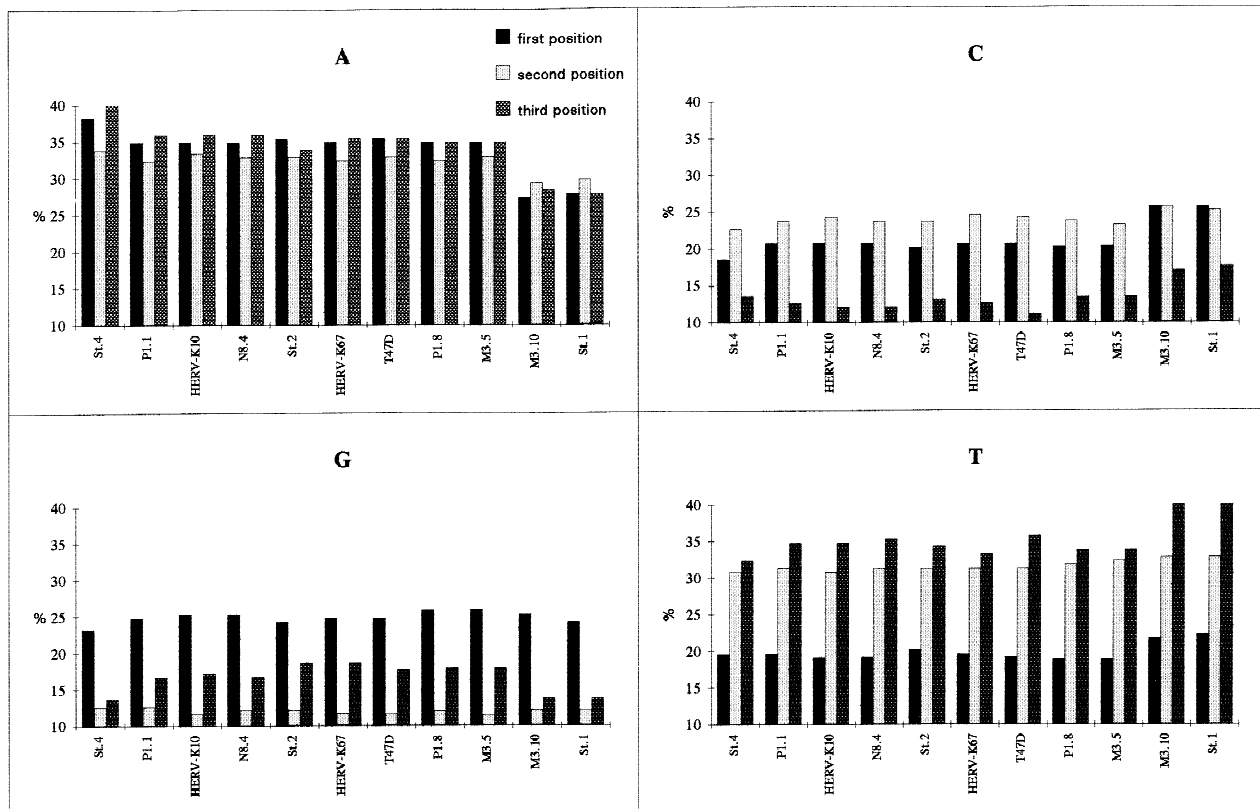 A
first position
second position
third position
40
35
30
25
20
15
10
%
St.4
P1.1
HERV-K10
N8.4
St.2
HERV-K67
T47D
P1.8
M3.5
M3.10
St.1
C
40
35
30
25
20
15
10
%
St.4
P1.1
HERV-K10
N8.4
St.2
HERV-K67
T47D
P1.8
M3.5
M3.10
St.1
G
40
35
30
25
20
15
10
%
St.4
P1.1
HERV-K10
N8.4
St.2
HERV-K67
T47D
P1.8
M3.5
M3.10
St.1
T
40
35
30
25
20
15
10
%
St.4
P1.1
HERV-K10
N8.4
St.2
HERV-K67
T47D
P1.8
M3.5
M3.10
St.1